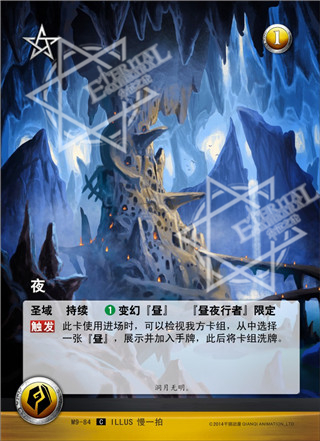 1
ETERNAL
ETERNAL
夜
圣域 持续 1 变幻『昼』 『昼夜行者』限定
触发 此卡使用进场时，可以检视我方卡组，从中选择
一张『昼』，展示并加入手牌，此后将卡组洗牌。
洞月无明。
W9-84 C ILLUS 慢一拍